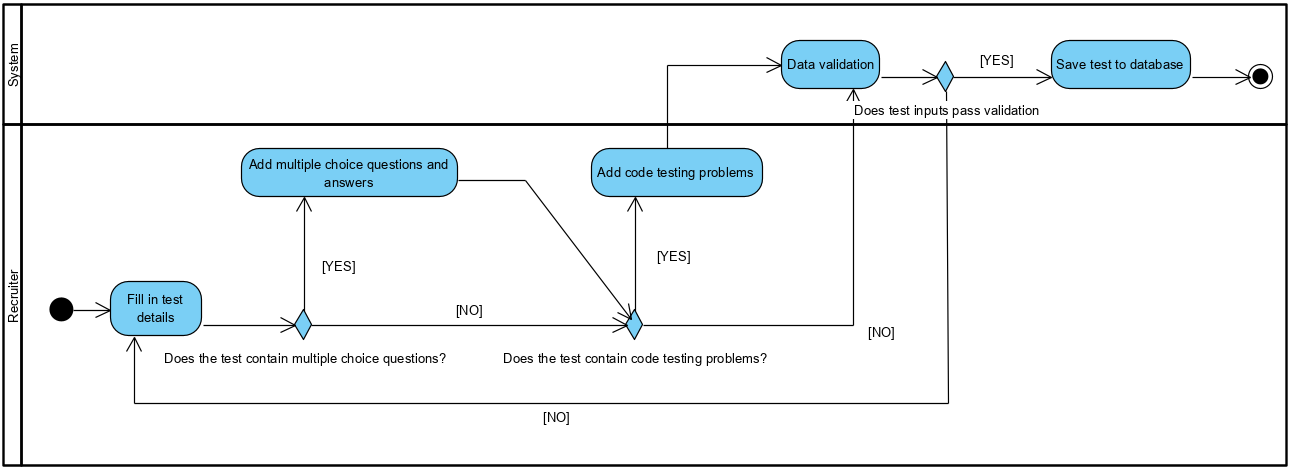 System
Data validation
[YES]
Save test to database
Does test inputs pass validation
Recruiter
Add multiple choice questions and
answers
Add code testing problems
[YES]
[YES]
Fill in test
details
[NO]
[NO]
Does the test contain multiple choice questions?
Does the test contain code testing problems?
[NO]